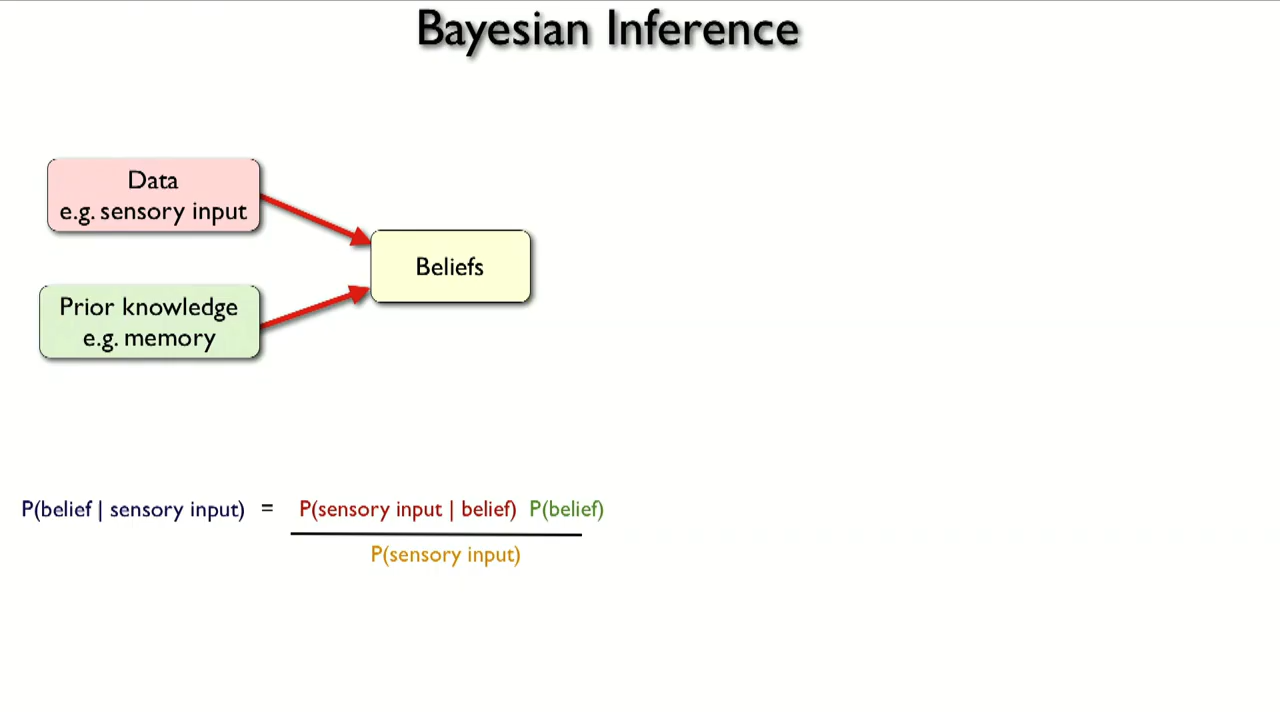 Bayesian Inference
Data
e.g. sensory input
Beliefs
Prior knowledge
e.g. memory
P(belief | sensory input) = P(sensory input | belief) P(belief)
P(sensory input)